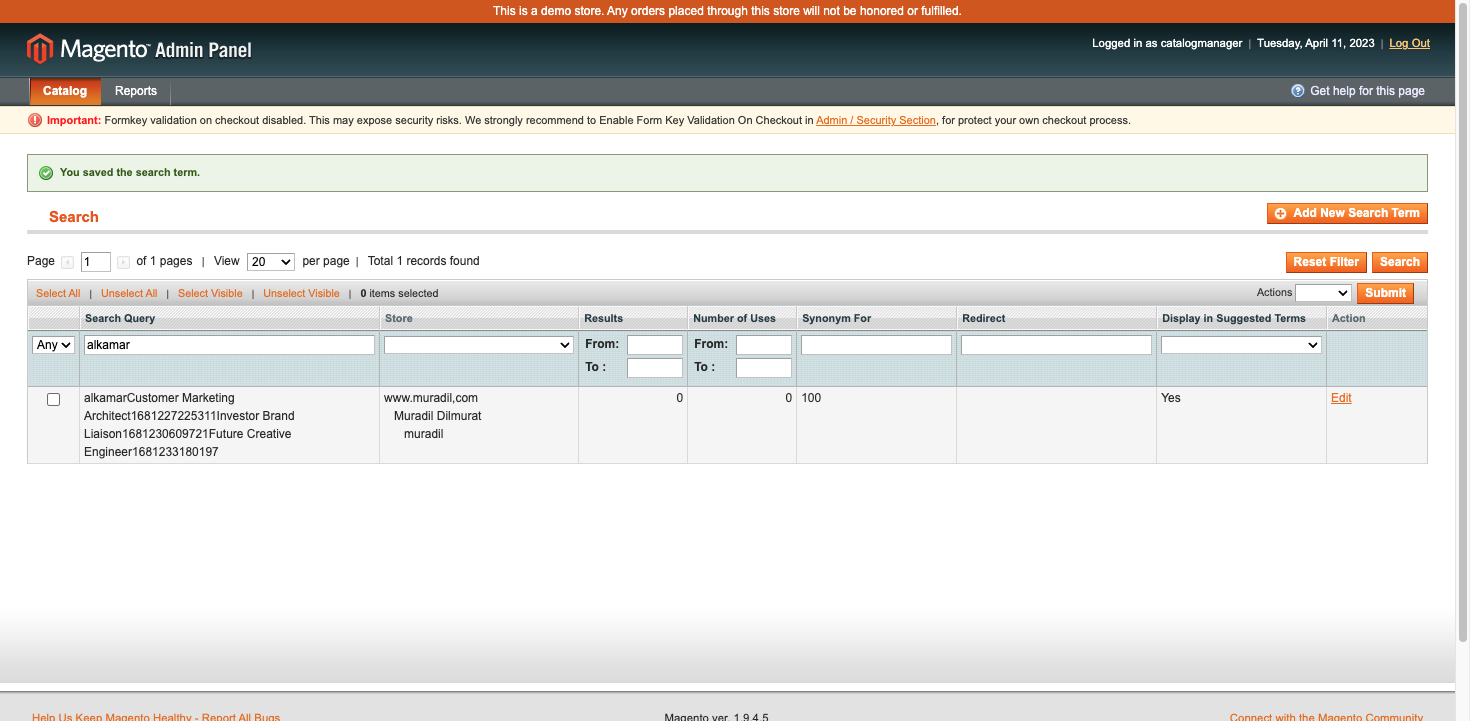 This is a demo store. Any orders placed through this store will not be honored or fulfilled.
Magento Admin Panel
Logged in as catalogmanager | Tuesday, April 11, 2023 | Log Out
Catalog Reports Get help for this page
Important: Formkey validation on checkout disabled. This may expose security risks. We strongly recommend to Enable Form Key Validation On Checkout in Admin / Security Section, for protect your own checkout process.
You saved the search term.
Search Add New Search Term
Page 1 of 1 pages | View 20 per page | Total 1 records found Reset Filter Search
Select All | Unselect All | Select Visible | Unselect Visible | 0 items selected Actions Submit
Search Query Store Results Number of Uses Synonym For Redirect Display in Suggested Terms Action
Any alkamar From: From:
To : To :
alkamarCustomer Marketing www.muradil,com 0 0 100 Yes Edit
Architect1681227225311Investor Brand Muradil Dilmurat
Liaison1681230609721Future Creative muradil
Engineer1681233180197
Help Us Keep Magento Healthy - Report All Bugs Magento ver. 1.9.4.5 Connect with the Magento Community